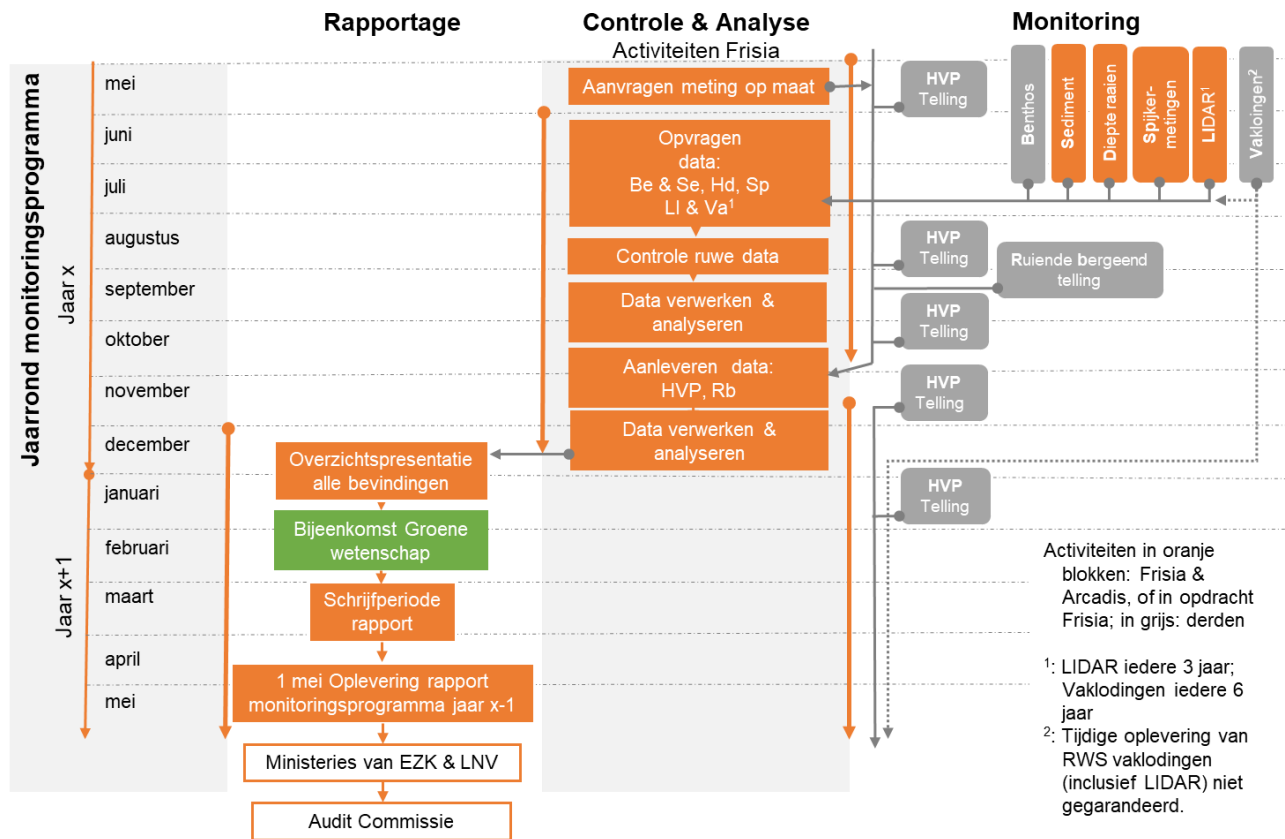 Rapportage
Controle & Analyse
Activiteiten Frisia
Monitoring
Jaarrond monitoringsprogramma
Jaar x
Jaar x+1
mei
juni
juli
augustus
september
oktober
november
december
januari
februari
maart
april
mei
Aanvragen meting op maat
Opvragen
data:
Be & Se, Hd, Sp
LI & Va¹
Controle ruwe data
Data verwerken &
analyseren
Aanleveren data:
HVP, Rb
Data verwerken &
analyseren
Overzichtspresentatie
alle bevindingen
Bijeenkomst Groene
wetenschap
Schrijfperiode
rapport
1 mei Oplevering rapport
monitoringsprogramma jaar x-1
Ministeries van EZK & LNV
Audit Commissie
HVP
Telling
Benthos
Sediment
Diepte raaien
Spijker-
metingen
LIDAR¹
Vakloingen²
HVP
Telling
Ruiende bergeend
telling
HVP
Telling
HVP
Telling
HVP
Telling
Activiteiten in oranje
blokken: Frisia &
Arcadis, of in opdracht
Frisia; in grijs: derden
¹: LIDAR iedere 3 jaar;
Vaklodingen iedere 6
jaar
²: Tijdige oplevering van
RWS vaklodingen
(inclusief LIDAR) niet
gegarandeerd.